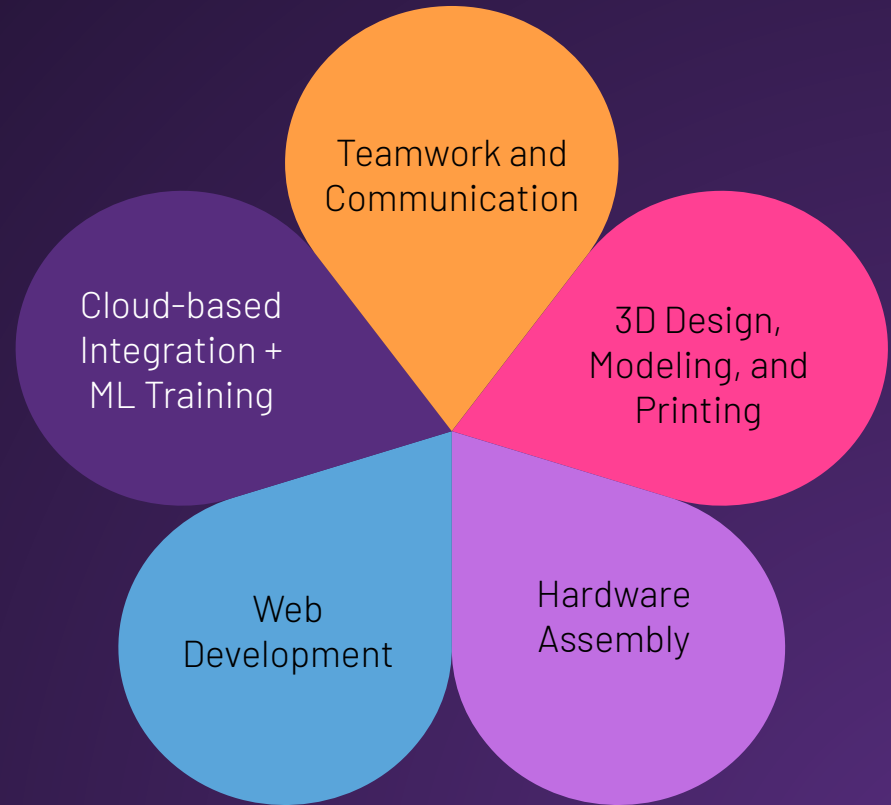 Teamwork and
Communication
Cloud-based
Integration +
ML Training
3D Design,
Modeling, and
Printing
Web
Development
Hardware
Assembly